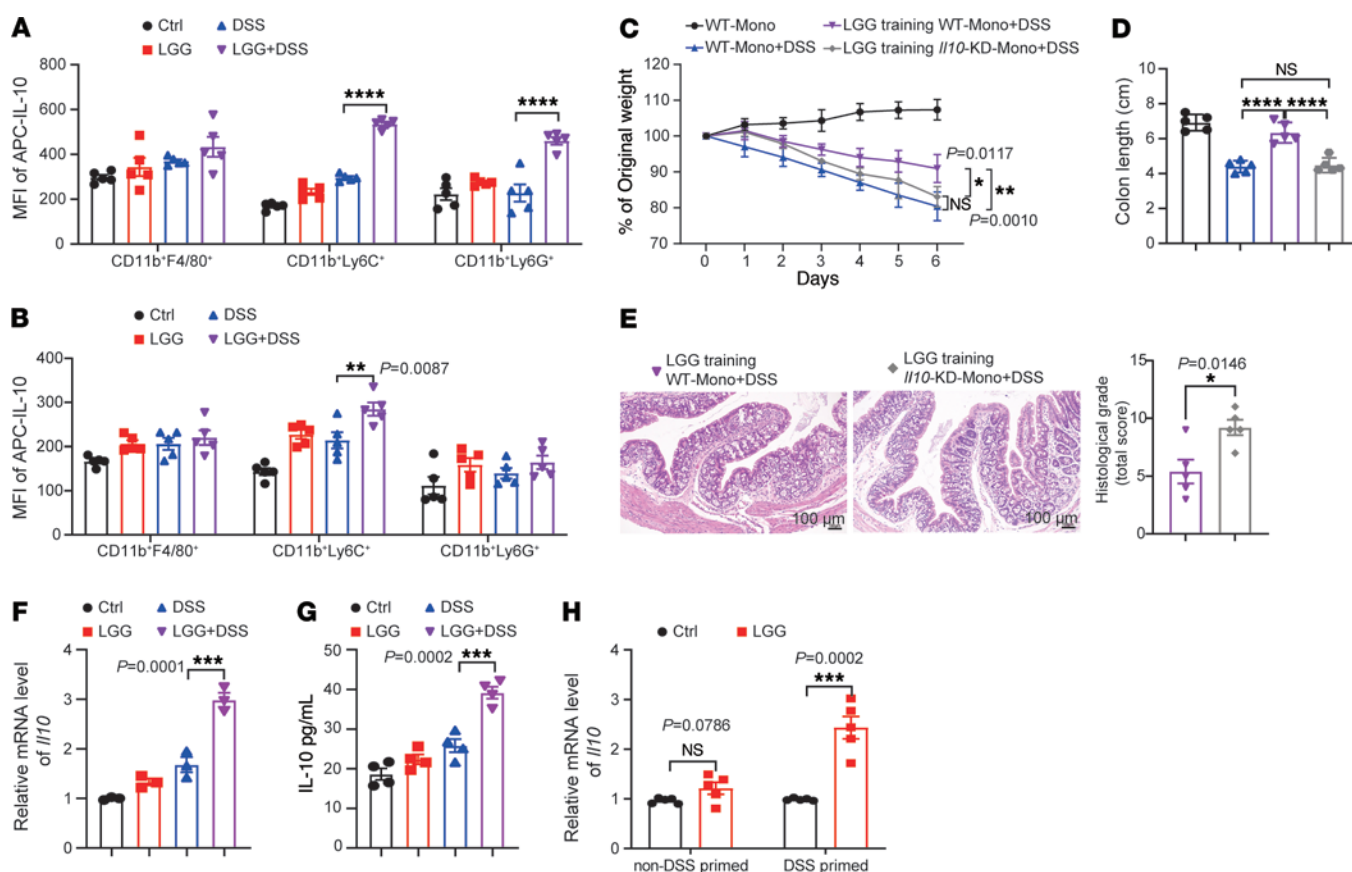 A
Ctrl
DSS
LGG
LGG+DSS
MFI of APC-IL-10
800
600
400
200
0
****
****
CD11b⁺F4/80⁺
CD11b⁺Ly6C⁺
CD11b⁺Ly6G⁺
B
Ctrl
DSS
LGG
LGG+DSS
MFI of APC-IL-10
400
300
200
100
0
**
P=0.0087
CD11b⁺F4/80⁺
CD11b⁺Ly6C⁺
CD11b⁺Ly6G⁺
C
WT-Mono
LGG training WT-Mono+DSS
WT-Mono+DSS
LGG training Il10-KD-Mono+DSS
% of Original weight
120
110
100
90
80
70
P=0.0117
*
**
NS
P=0.0010
0 1 2 3 4 5 6
Days
D
Colon length (cm)
10
8
6
4
2
0
NS
**** ****
E
LGG training
WT-Mono+DSS
LGG training
Il10-KD-Mono+DSS
100 µm
100 µm
Histological grade
(total score)
15
10
5
0
P=0.0146
*
F
Ctrl
DSS
LGG
LGG+DSS
Relative mRNA level
of Il10
4
3
2
1
0
P=0.0001
***
G
Ctrl
DSS
LGG
LGG+DSS
IL-10 pg/mL
50
40
30
20
10
0
P=0.0002
***
H
Ctrl
LGG
Relative mRNA level
of Il10
4
3
2
1
0
P=0.0786
NS
P=0.0002
***
non-DSS primed
DSS primed